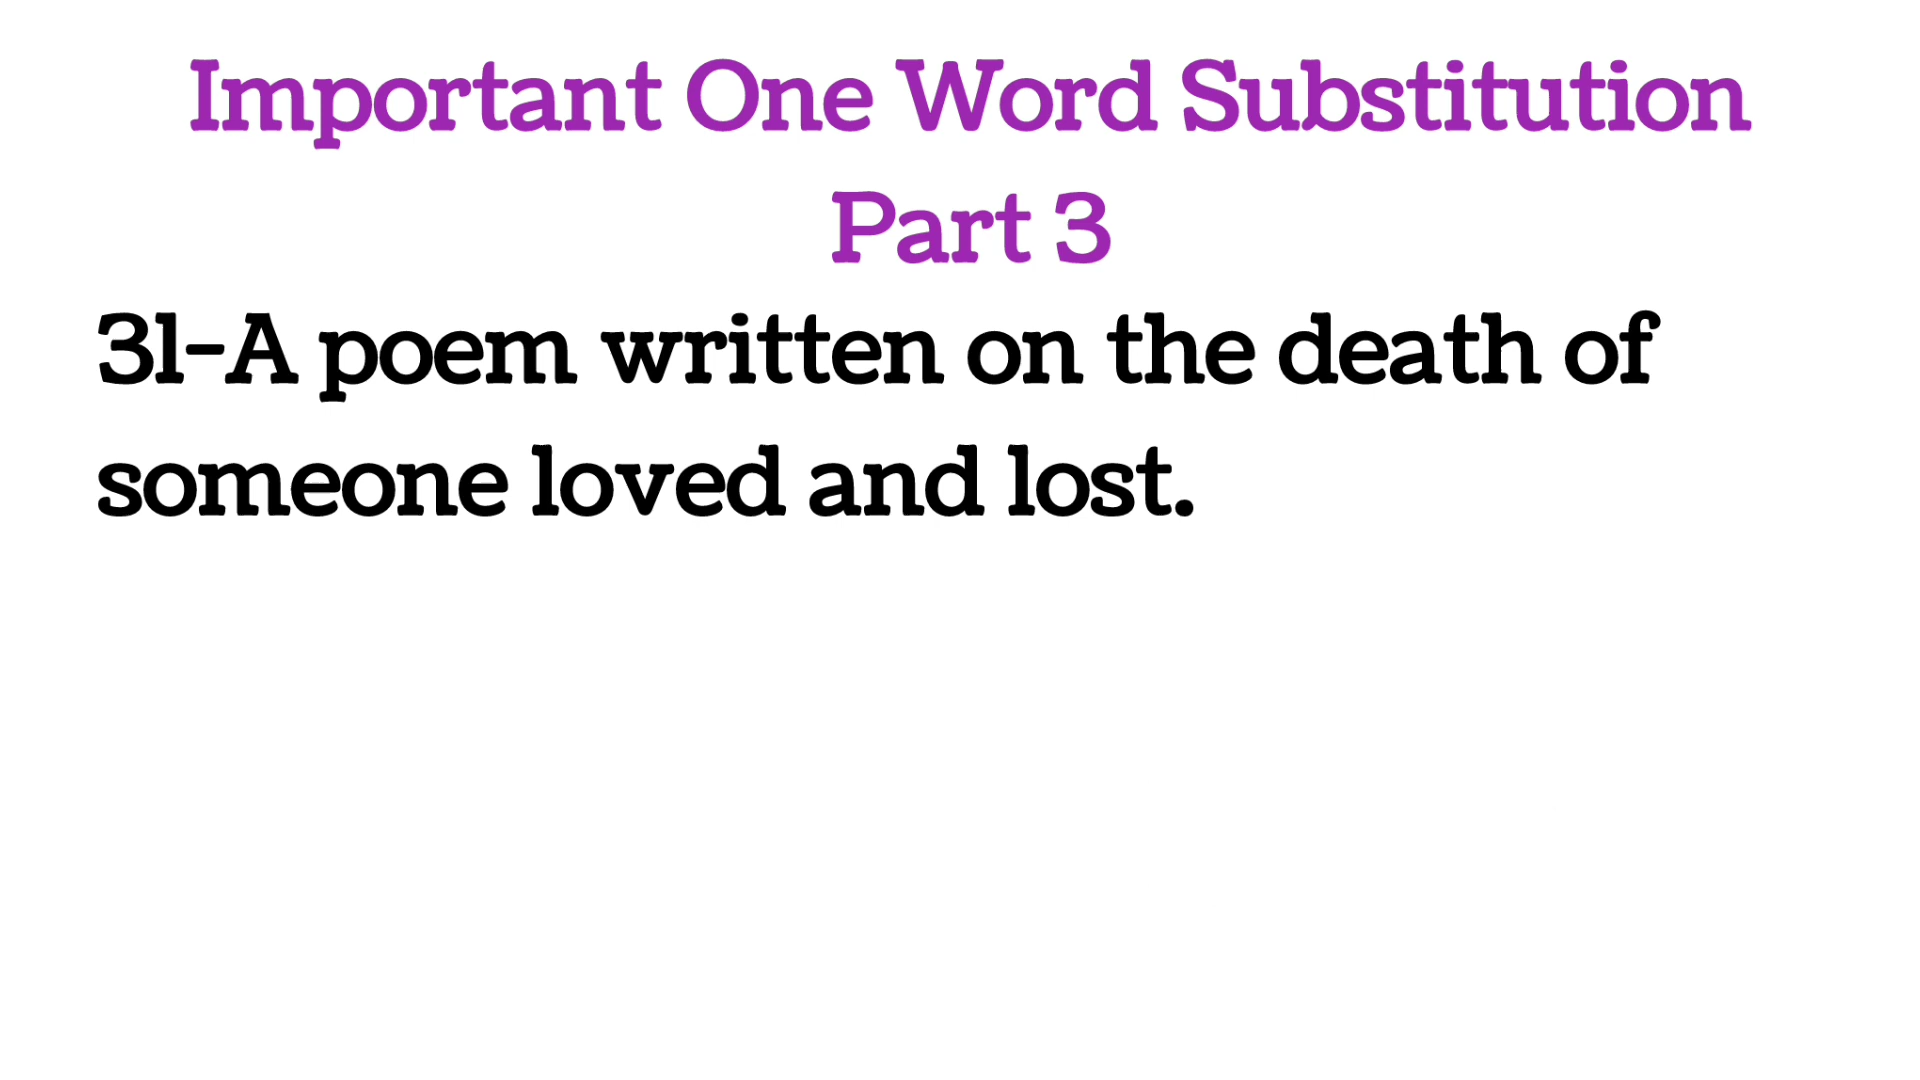 Important One Word Substitution
Part 3
31-A poem written on the death of
someone loved and lost.